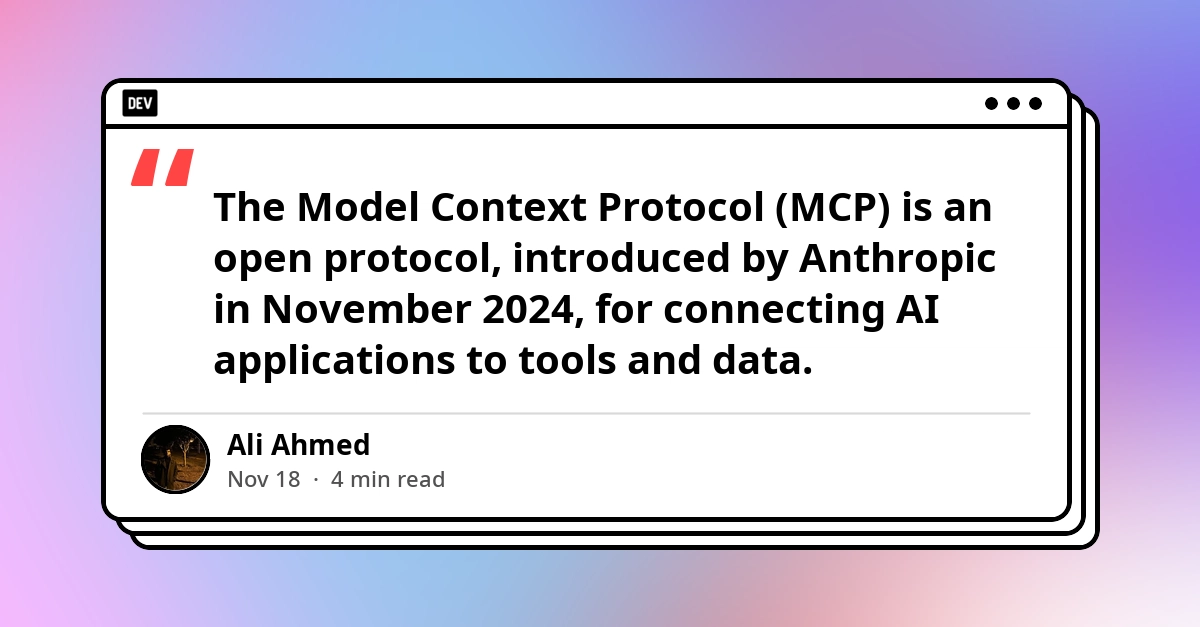 DEV
The Model Context Protocol (MCP) is an
open protocol, introduced by Anthropic
in November 2024, for connecting AI
applications to tools and data.
Ali Ahmed
Nov 18 · 4 min read